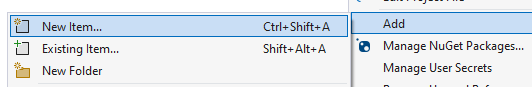 New Item... Ctrl+Shift+A
Existing Item... Shift+Alt+A
New Folder
Add
Manage NuGet Packages...
Manage User Secrets